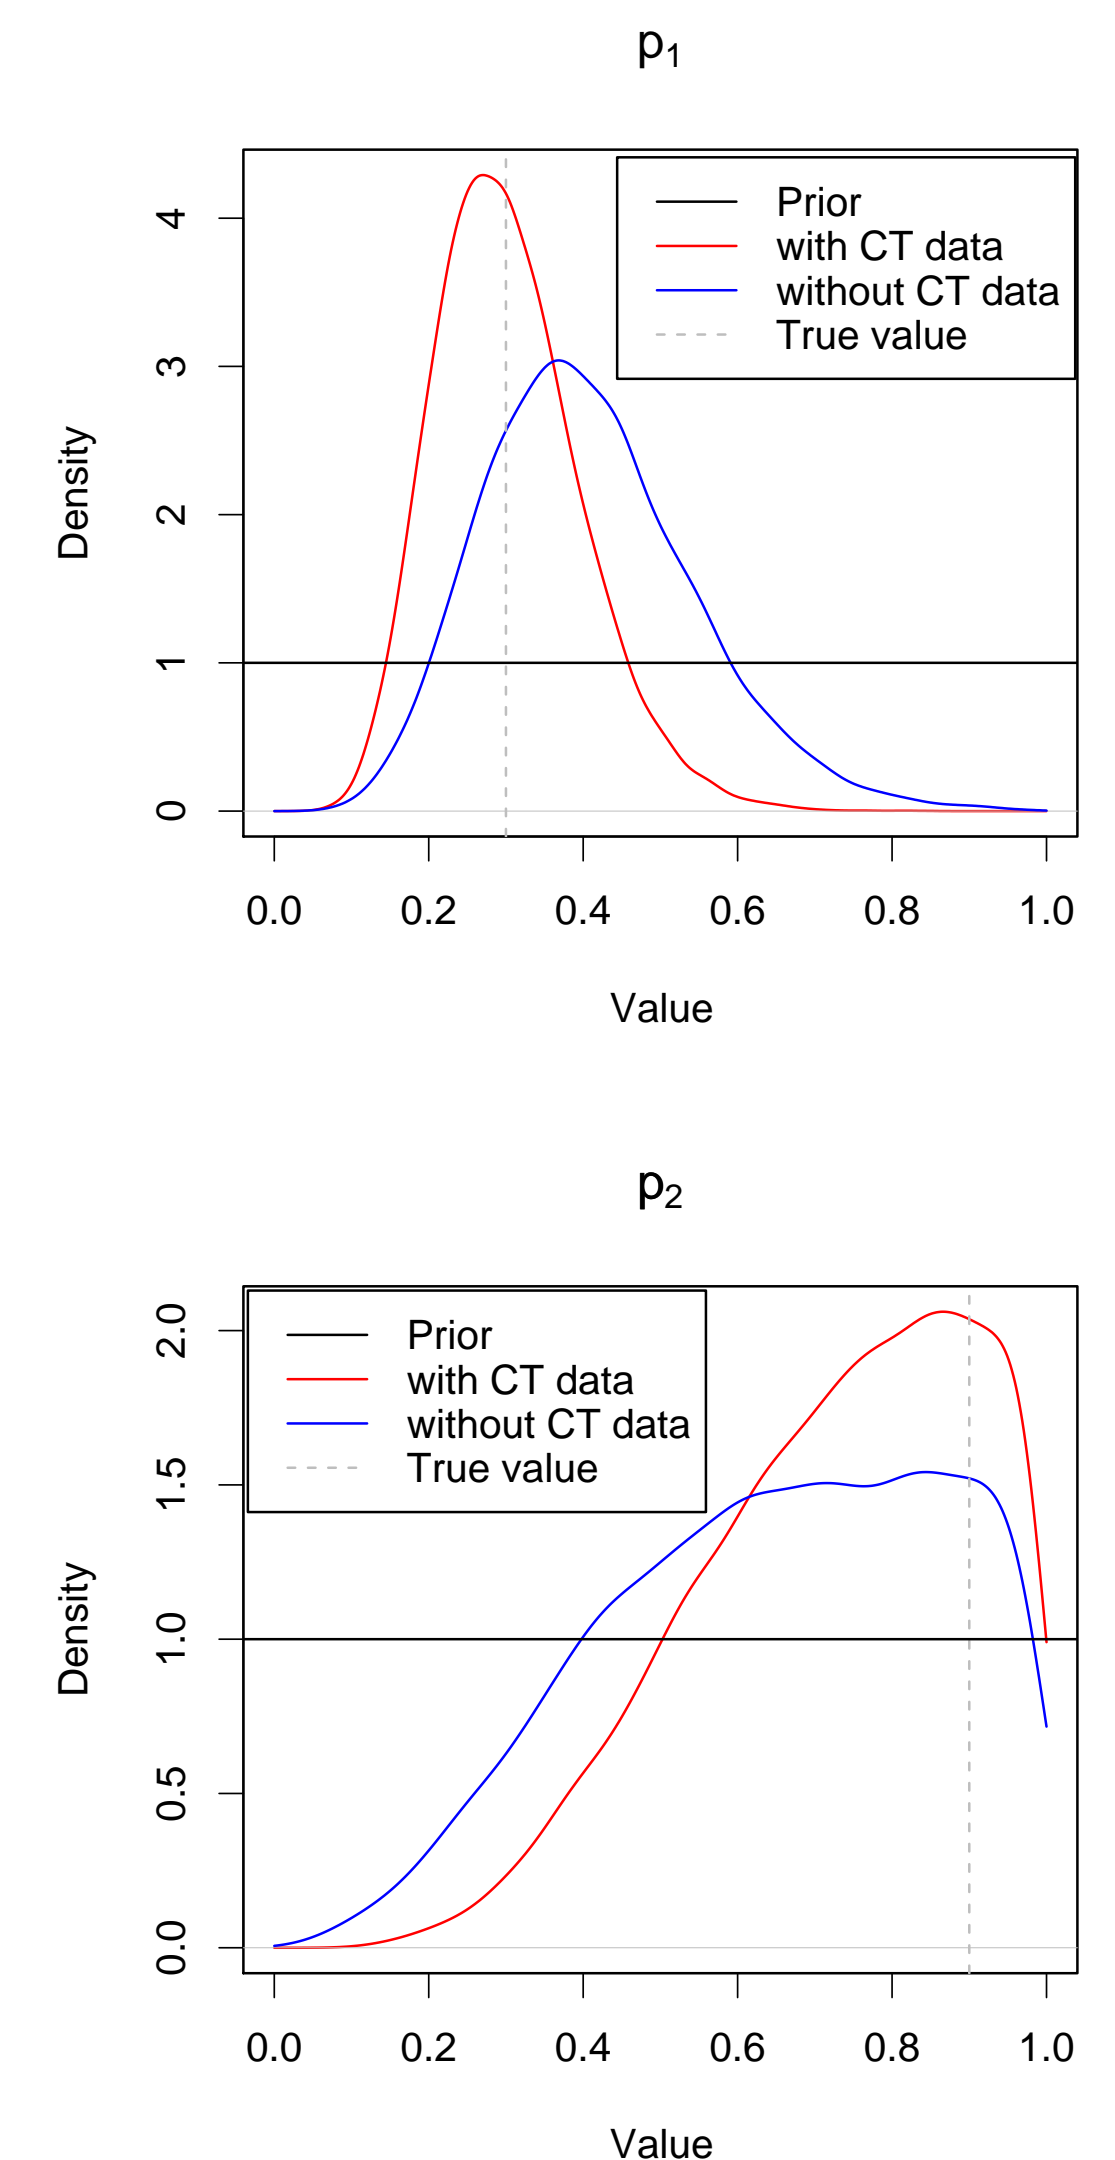 p₁
Prior
with CT data
without CT data
True value
Density
4
3
2
1
0
0.0 0.2 0.4 0.6 0.8 1.0
Value
p₂
Prior
with CT data
without CT data
True value
Density
2.0
1.5
1.0
0.5
0.0
0.0 0.2 0.4 0.6 0.8 1.0
Value